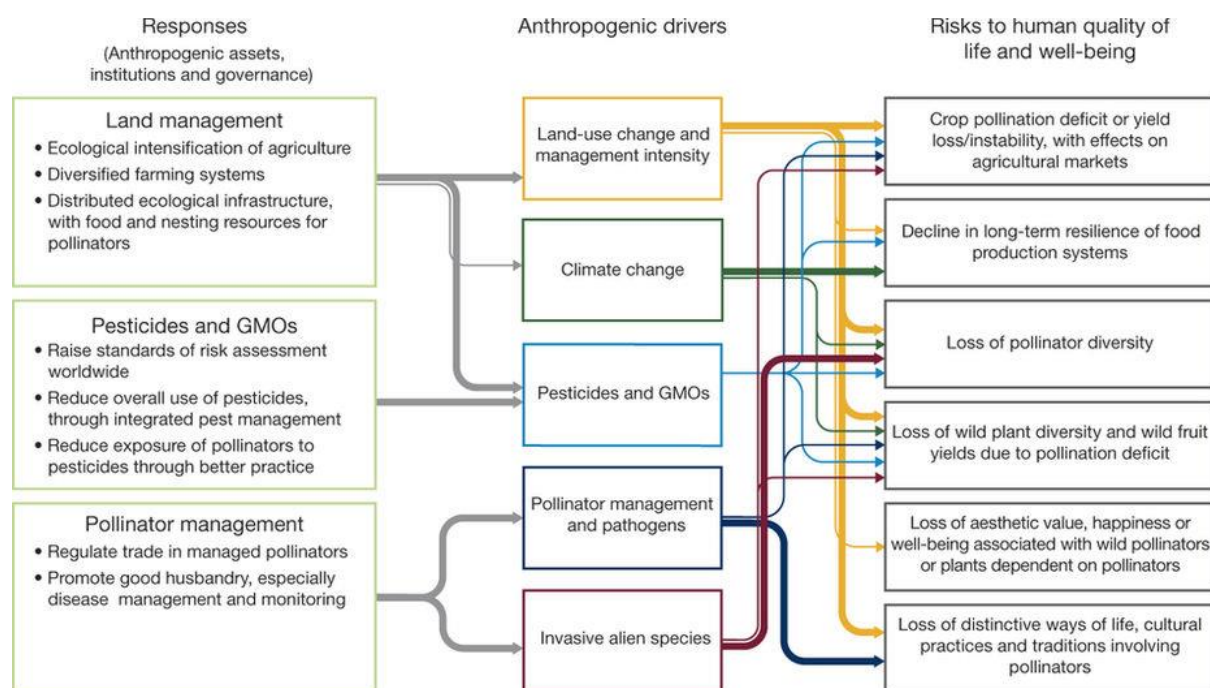 Responses
(Anthropogenic assets,
institutions and governance)
Land management
• Ecological intensification of agriculture
• Diversified farming systems
• Distributed ecological infrastructure,
with food and nesting resources for
pollinators
Pesticides and GMOs
• Raise standards of risk assessment
worldwide
• Reduce overall use of pesticides,
through integrated pest management
• Reduce exposure of pollinators to
pesticides through better practice
Pollinator management
• Regulate trade in managed pollinators
• Promote good husbandry, especially
disease management and monitoring
Anthropogenic drivers
Land-use change and
management intensity
Climate change
Pesticides and GMOs
Pollinator management
and pathogens
Invasive alien species
Risks to human quality of
life and well-being
Crop pollination deficit or yield
loss/instability, with effects on
agricultural markets
Decline in long-term resilience of food
production systems
Loss of pollinator diversity
Loss of wild plant diversity and wild fruit
yields due to pollination deficit
Loss of aesthetic value, happiness or
well-being associated with wild pollinators
or plants dependent on pollinators
Loss of distinctive ways of life, cultural
practices and traditions involving
pollinators